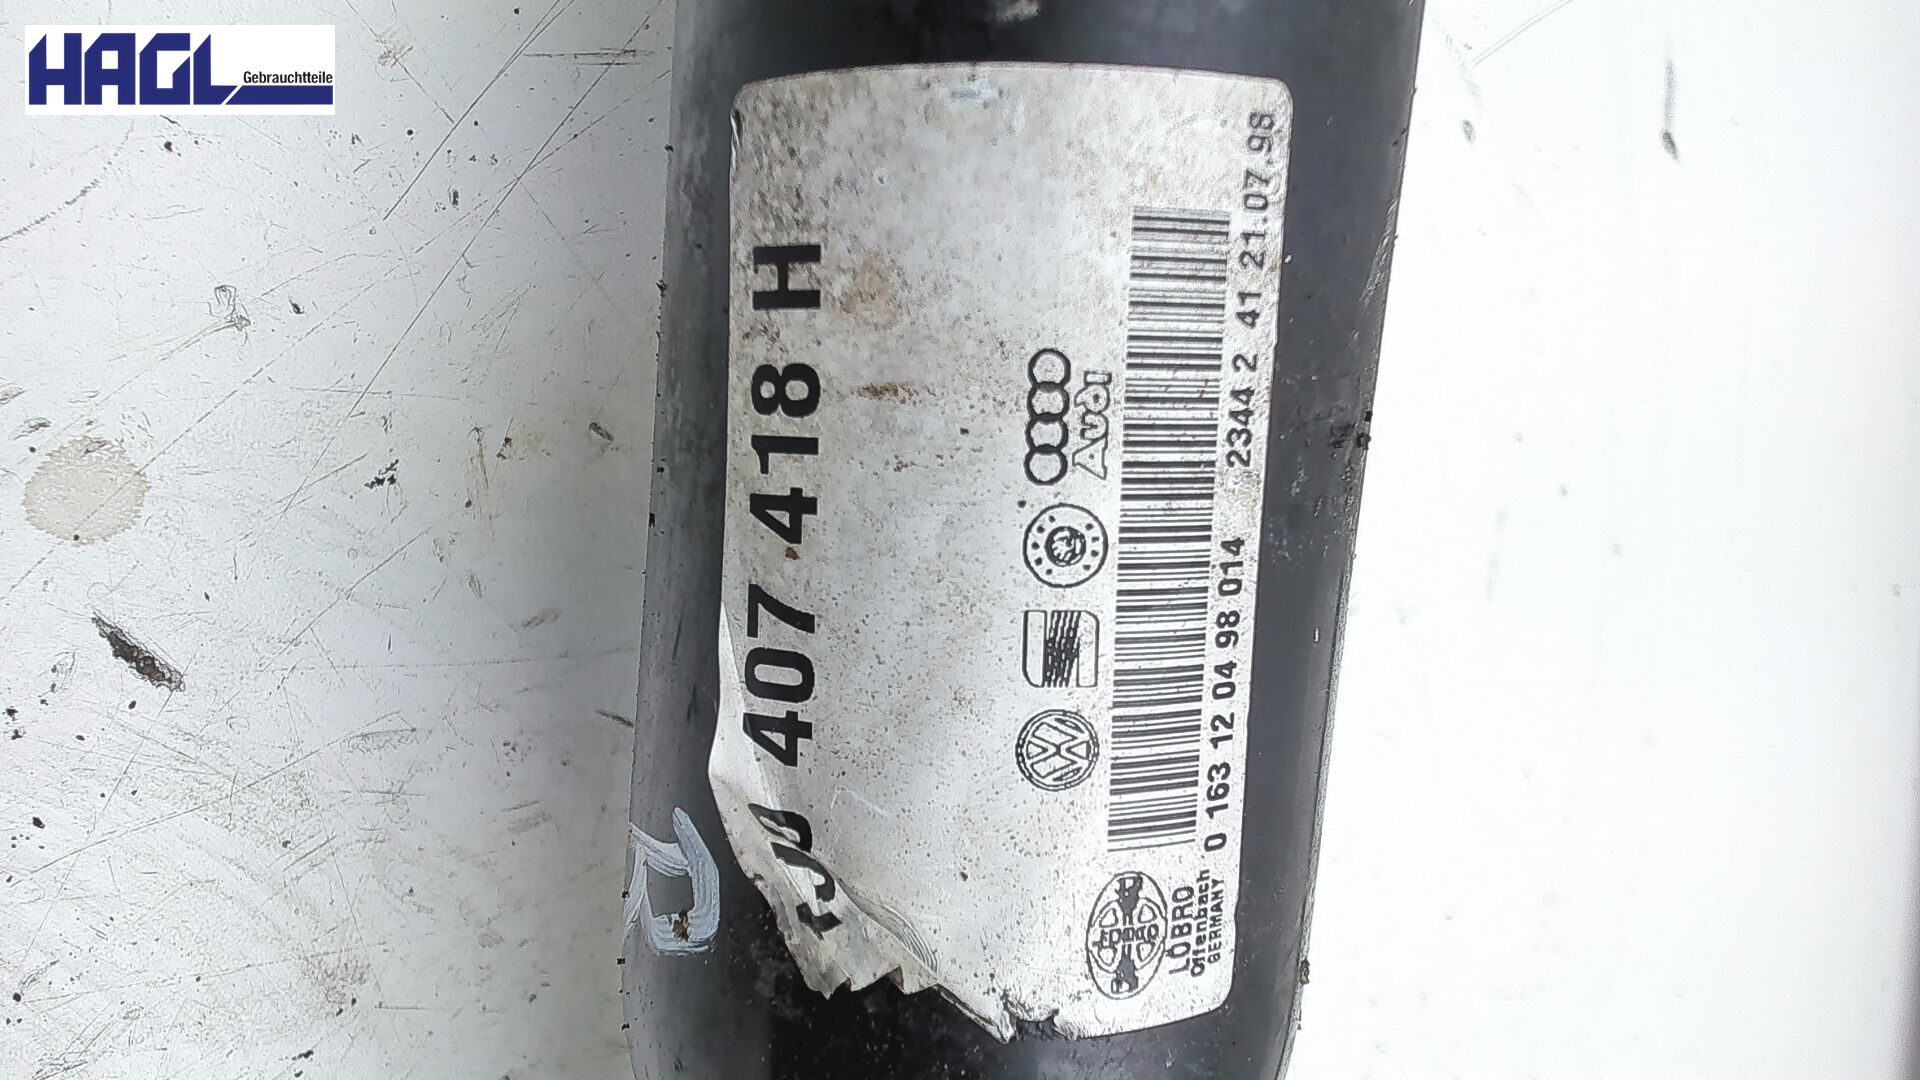 HAGL
Gebrauchtteile
1J0 407 418 H
Audi
LÖBRO
Offenbach
GERMANY
0 163 12 04 98 014 2344 2 41 21.07.98
R